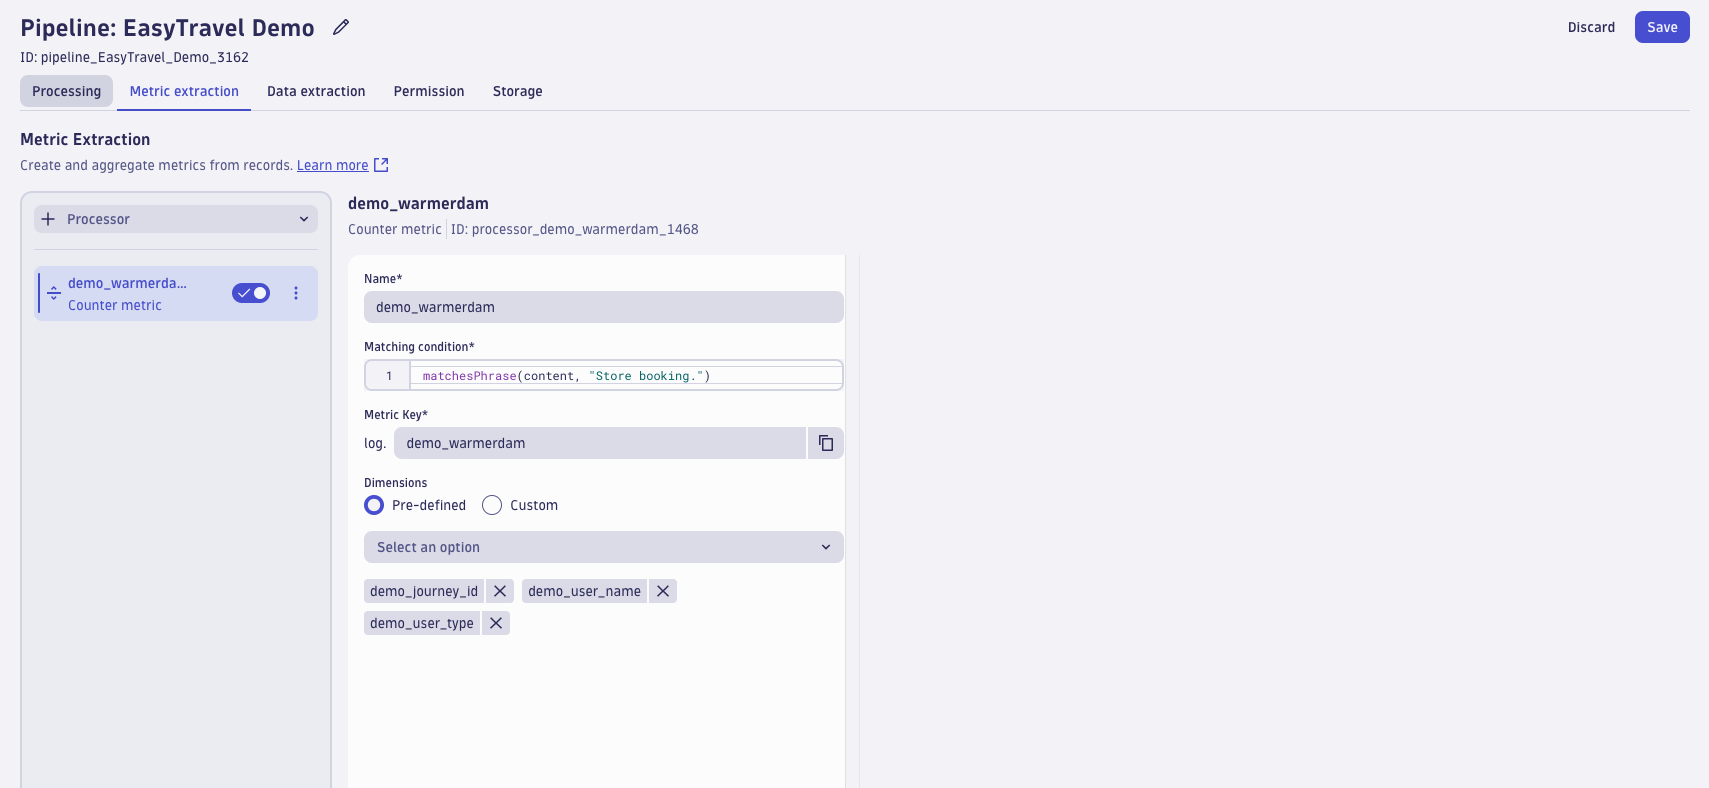 Pipeline: EasyTravel Demo
Discard
Save
ID: pipeline_EasyTravel_Demo_3162
Processing
Metric extraction
Data extraction
Permission
Storage
Metric Extraction
Create and aggregate metrics from records. Learn more
Processor
demo_warmerda...
Counter metric
demo_warmerdam
Counter metric
ID: processor_demo_warmerdam_1468
Name*
demo_warmerdam
Matching condition*
1
matchesPhrase(content, "Store booking.")
Metric Key*
log.
demo_warmerdam
Dimensions
Pre-defined
Custom
Select an option
demo_journey_id
demo_user_name
demo_user_type